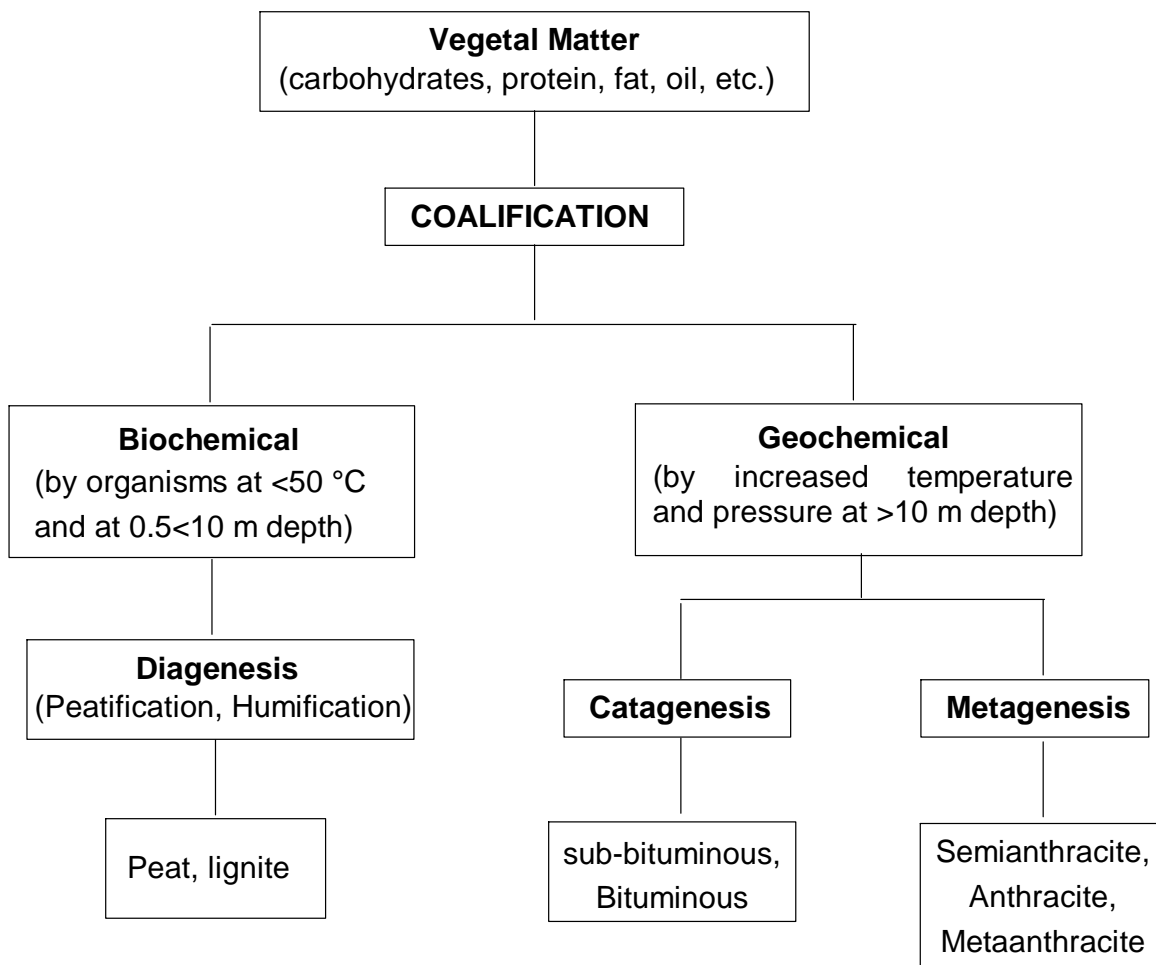 Vegetal Matter
(carbohydrates, protein, fat, oil, etc.)
COALIFICATION
Biochemical
(by organisms at <50 °C
and at 0.5<10 m depth)
Geochemical
(by increased temperature
and pressure at >10 m depth)
Diagenesis
(Peatification, Humification)
Catagenesis
Metagenesis
Peat, lignite
sub-bituminous,
Bituminous
Semianthracite,
Anthracite,
Metaanthracite